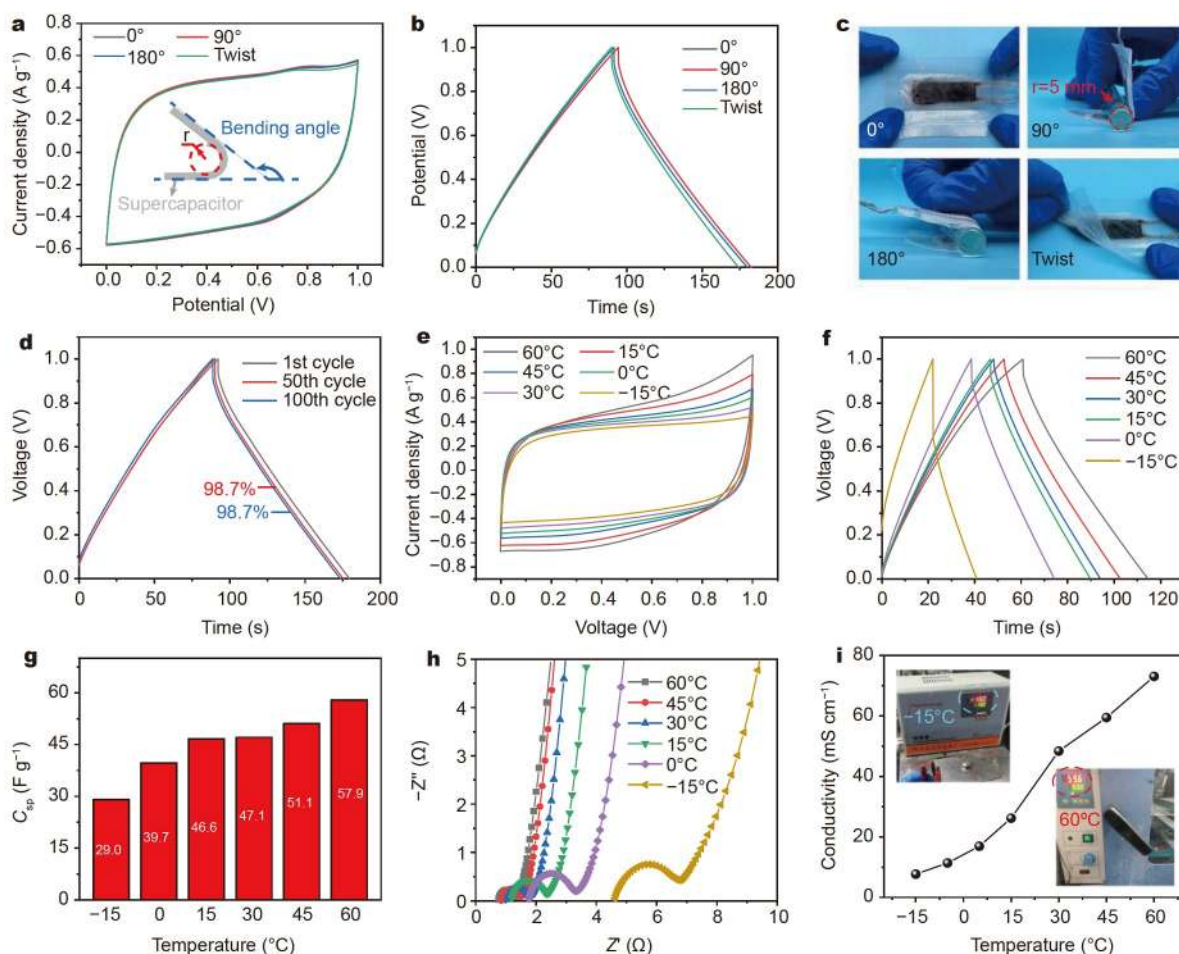 a
0°
90°
180°
Twist
Current density (A g⁻¹)
0.6
0.4
0.2
0.0
−0.2
−0.4
−0.6
r
Bending angle
Supercapacitor
0.0 0.2 0.4 0.6 0.8 1.0
Potential (V)
b
0°
90°
180°
Twist
Potential (V)
1.0
0.8
0.6
0.4
0.2
0.0
0 50 100 150 200
Time (s)
c
0°
r=5 mm
90°
180°
Twist
d
1st cycle
50th cycle
100th cycle
98.7%
98.7%
Voltage (V)
1.0
0.8
0.6
0.4
0.2
0.0
0 50 100 150 200
Time (s)
e
60°C 15°C
45°C 0°C
30°C −15°C
Current density (A g⁻¹)
0.8
0.6
0.4
0.2
0.0
−0.2
−0.4
−0.6
−0.8
0.0 0.2 0.4 0.6 0.8 1.0
Voltage (V)
f
60°C
45°C
30°C
15°C
0°C
−15°C
Voltage (V)
1.0
0.8
0.6
0.4
0.2
0.0
0 20 40 60 80 100 120
Time (s)
g
Csp (F g⁻¹)
60
45
30
15
0
29.0
39.7
46.6
47.1
51.1
57.9
−15 0 15 30 45 60
Temperature (°C)
h
60°C
45°C
30°C
15°C
0°C
−15°C
−Z'' (Ω)
5
4
3
2
1
0
2 4 6 8 10
Z' (Ω)
i
−15°C
60°C
Conductivity (mS cm⁻¹)
80
60
40
20
0
−15 0 15 30 45 60
Temperature (°C)